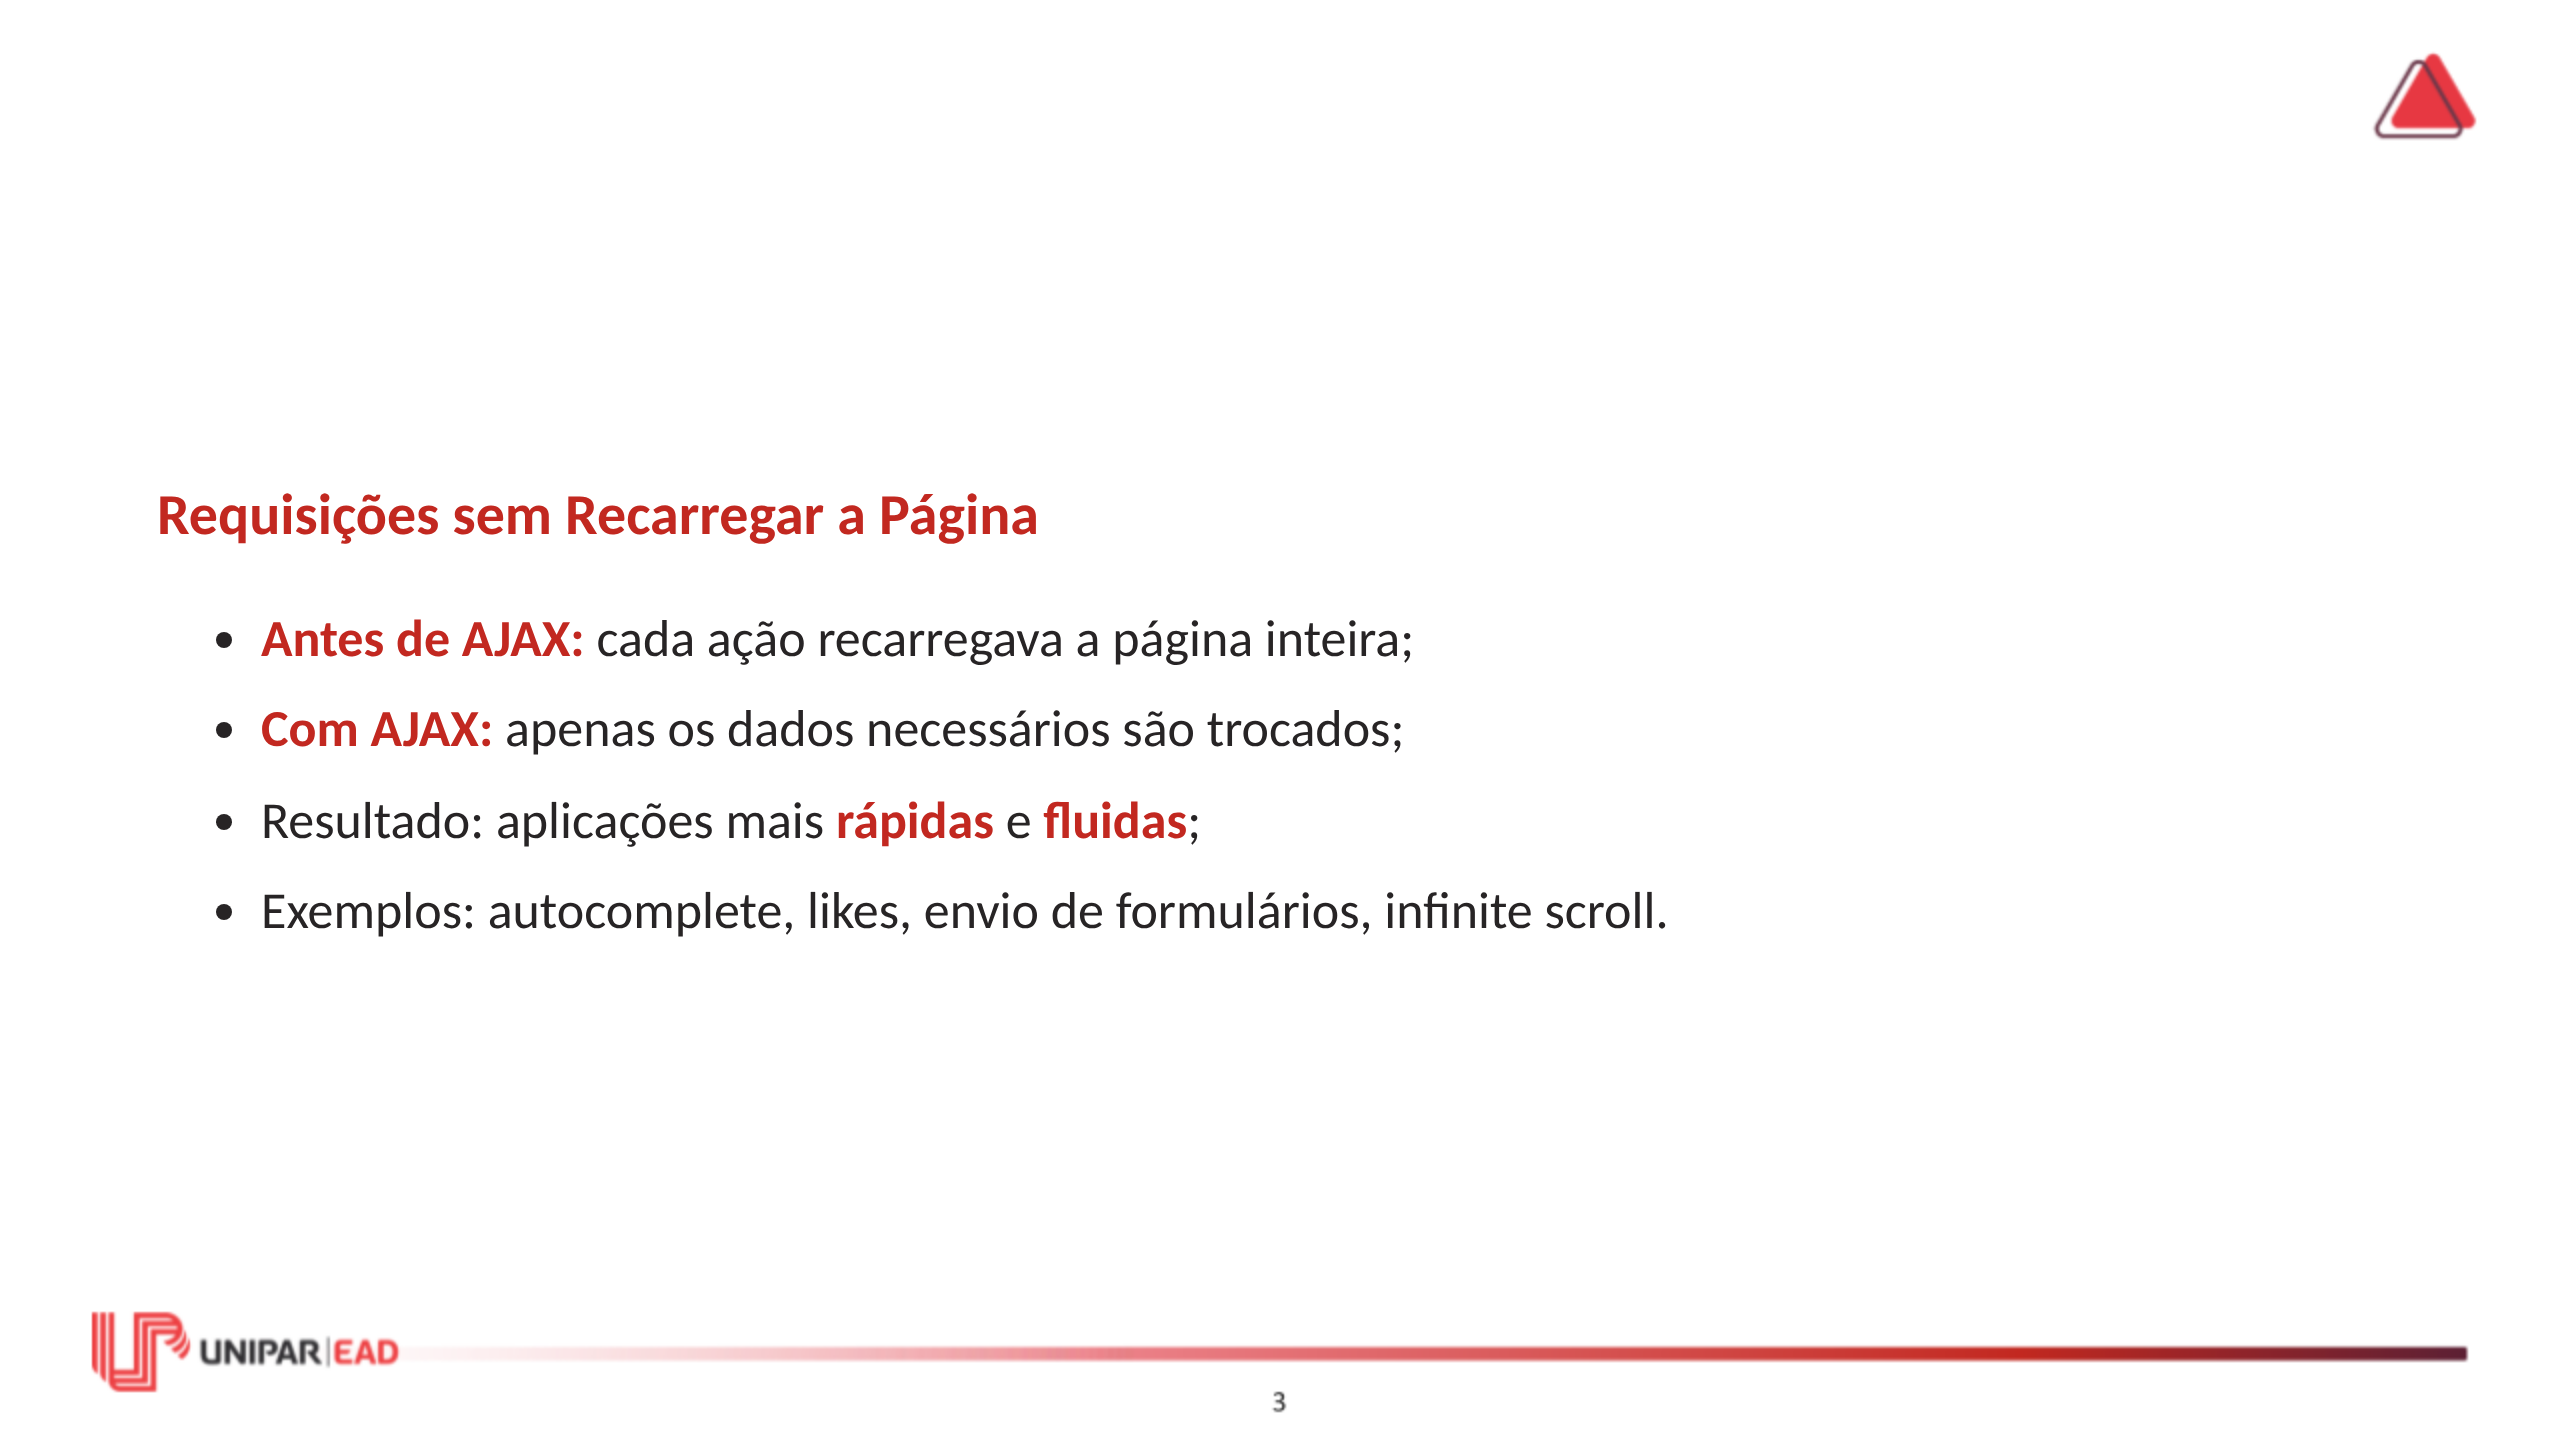 Requisições sem Recarregar a Página
• Antes de AJAX: cada ação recarregava a página inteira;
• Com AJAX: apenas os dados necessários são trocados;
• Resultado: aplicações mais rápidas e fluidas;
• Exemplos: autocomplete, likes, envio de formulários, infinite scroll.
UNIPAR|EAD
3